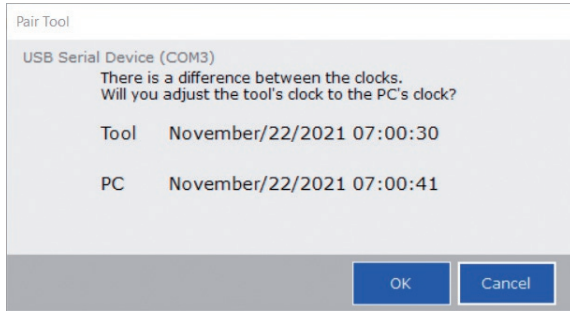 Pair Tool
USB Serial Device (COM3)
There is a difference between the clocks.
Will you adjust the tool's clock to the PC's clock?
Tool November/22/2021 07:00:30
PC November/22/2021 07:00:41
OK Cancel